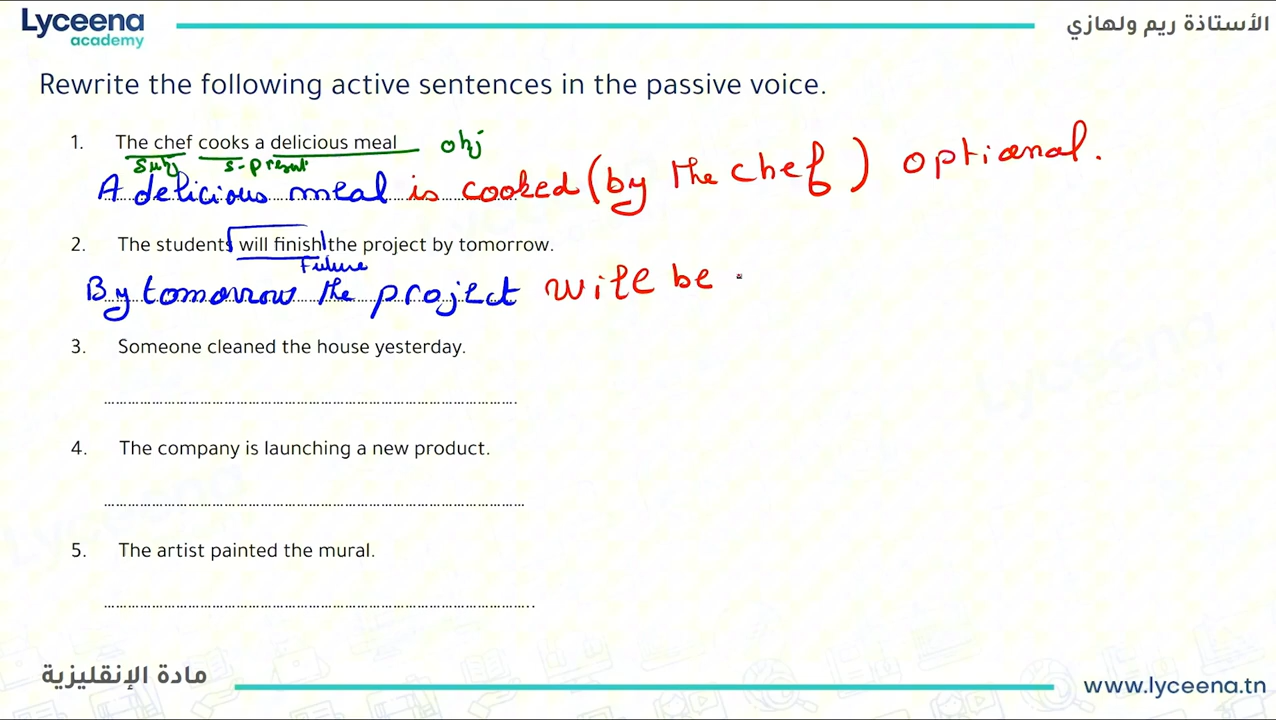 Lyceena
academy
الأستاذة ريم ولهازي
Rewrite the following active sentences in the passive voice.
1. The chef cooks a delicious meal obj
subj s-present
A delicious meal is cooked (by the chef) optional.
2. The students will finish the project by tomorrow.
Future
By tomorrow the project will be
3. Someone cleaned the house yesterday.
4. The company is launching a new product.
5. The artist painted the mural.
مادة الإنقليزية
www.lyceena.tn